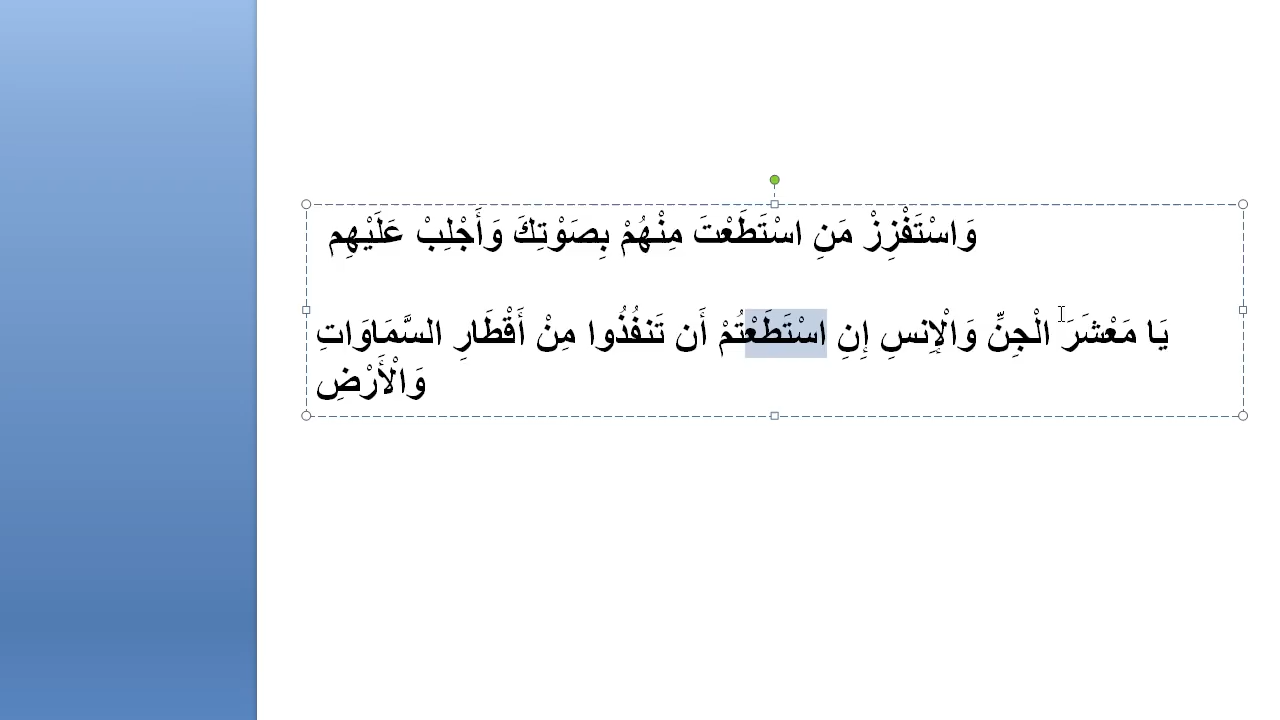 وَاسْتَفْزِزْ مَنِ اسْتَطَعْتَ مِنْهُمْ بِصَوْتِكَ وَأَجْلِبْ عَلَيْهِم
يَا مَعْشَرَ الْجِنِّ وَالْإِنسِ إِنِ اسْتَطَعْتُمْ أَن تَنفُذُوا مِنْ أَقْطَارِ السَّمَاوَاتِ
وَالْأَرْضِ